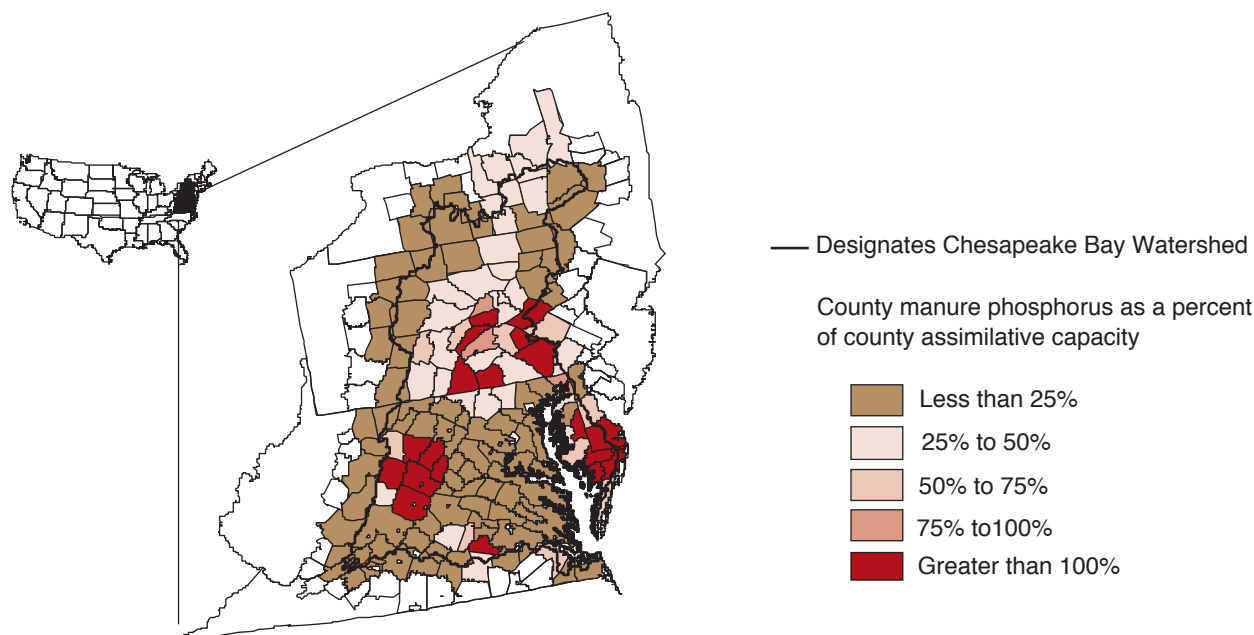 Designates Chesapeake Bay Watershed
County manure phosphorus as a percent
of county assimilative capacity
Less than 25%
25% to 50%
50% to 75%
75% to100%
Greater than 100%